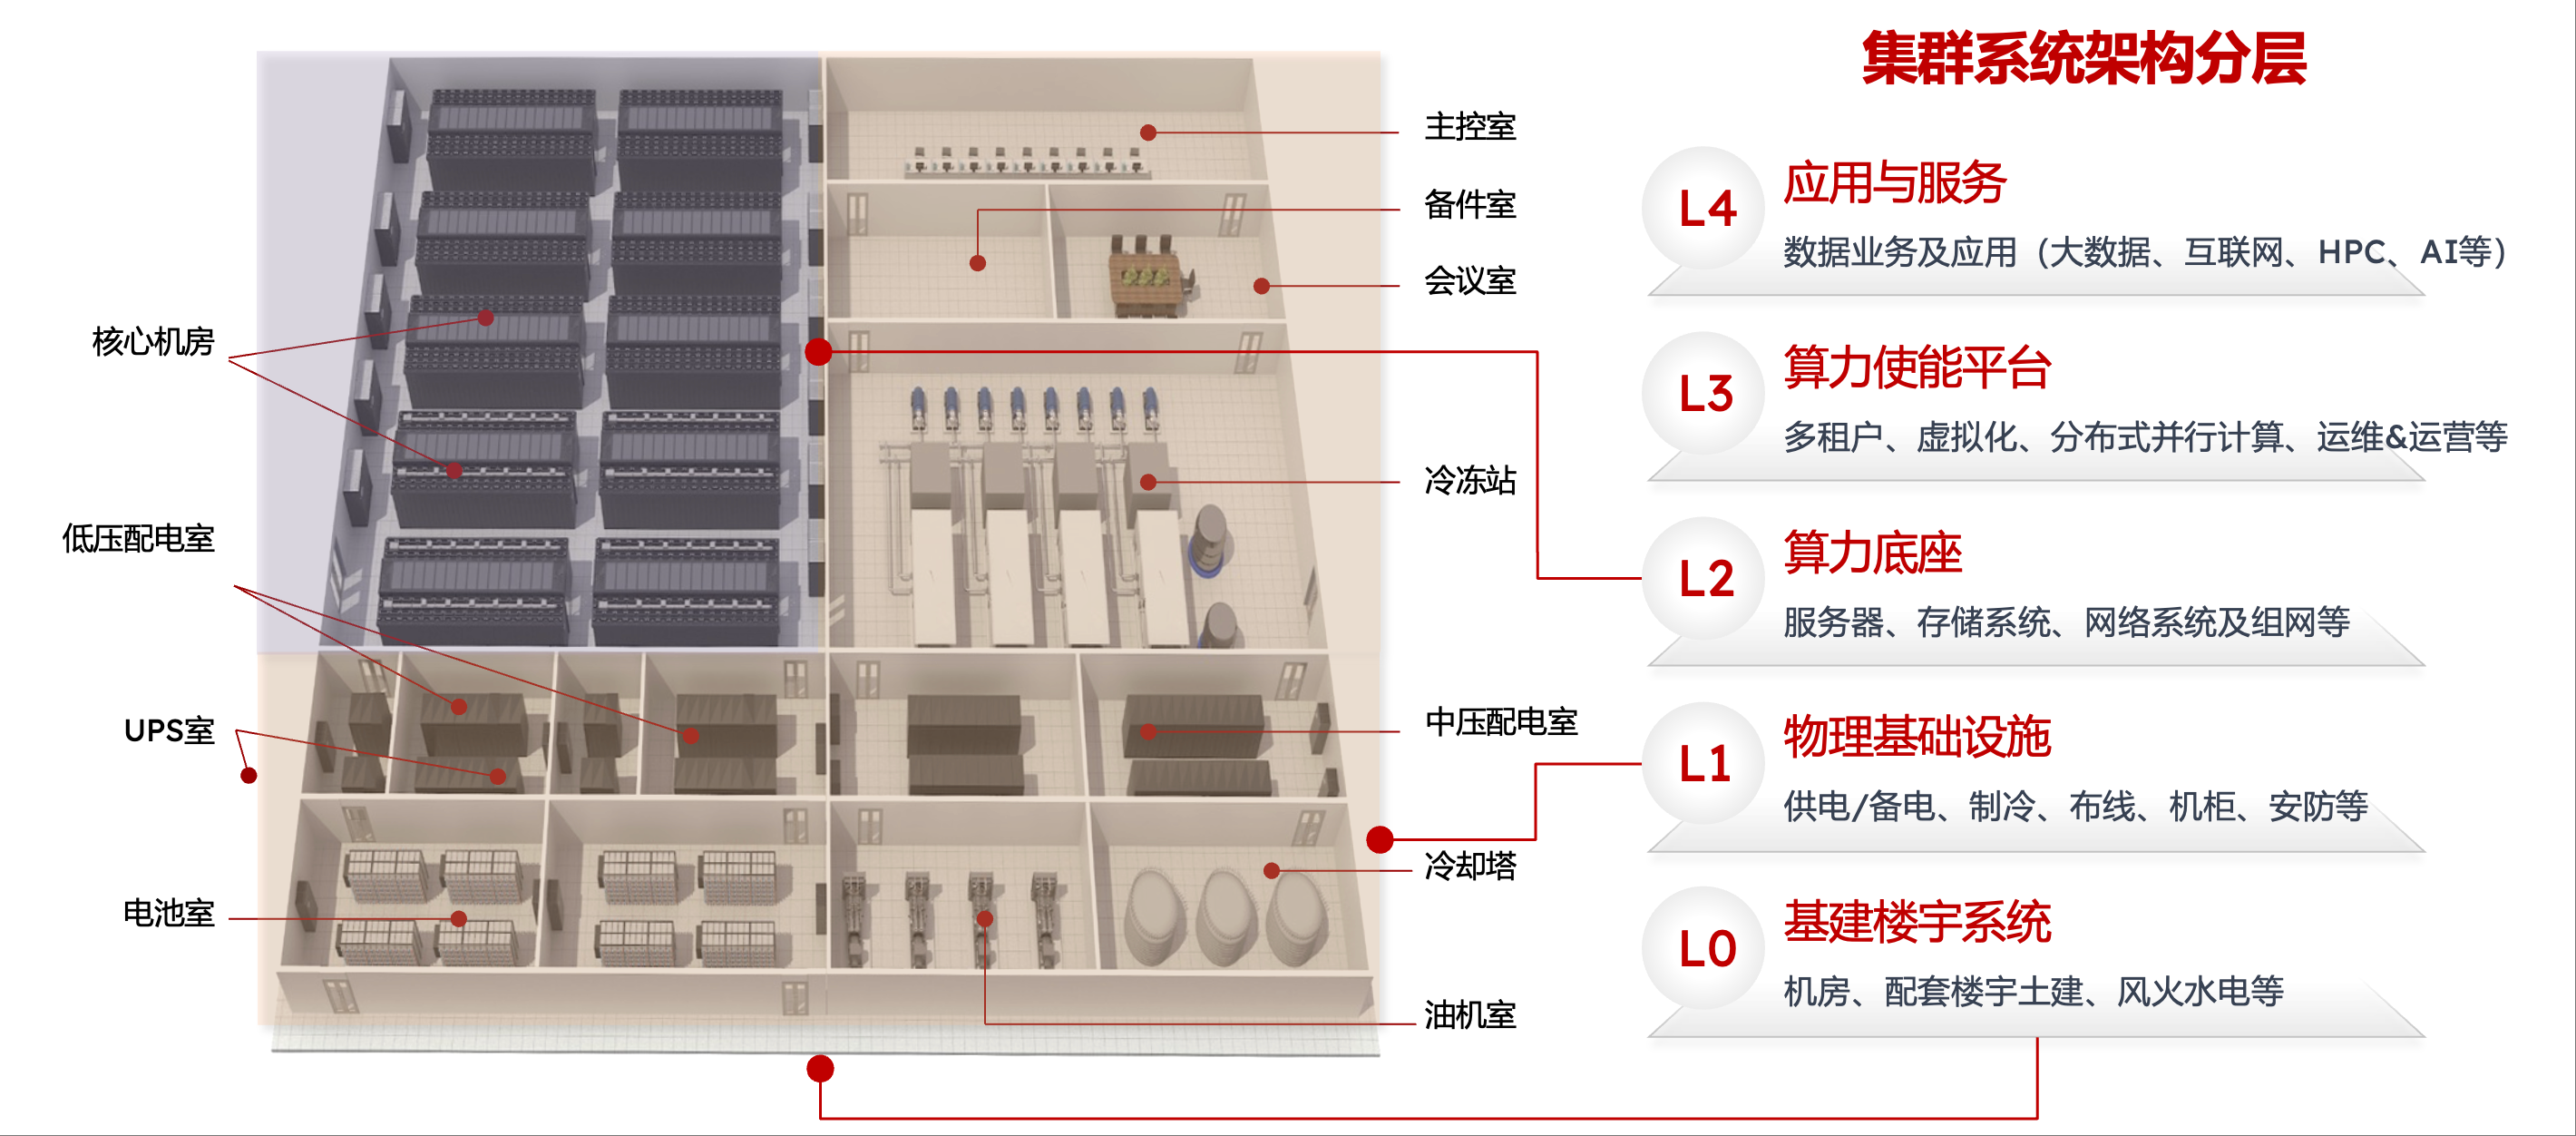 集群系统架构分层
核心机房
低压配电室
UPS室
电池室
主控室
备件室
会议室
冷冻站
中压配电室
冷却塔
油机室
L4
应用与服务
数据业务及应用（大数据、互联网、HPC、AI等）
L3
算力使能平台
多租户、虚拟化、分布式并行计算、运维&运营等
L2
算力底座
服务器、存储系统、网络系统及组网等
L1
物理基础设施
供电/备电、制冷、布线、机柜、安防等
L0
基建楼宇系统
机房、配套楼宇土建、风火水电等